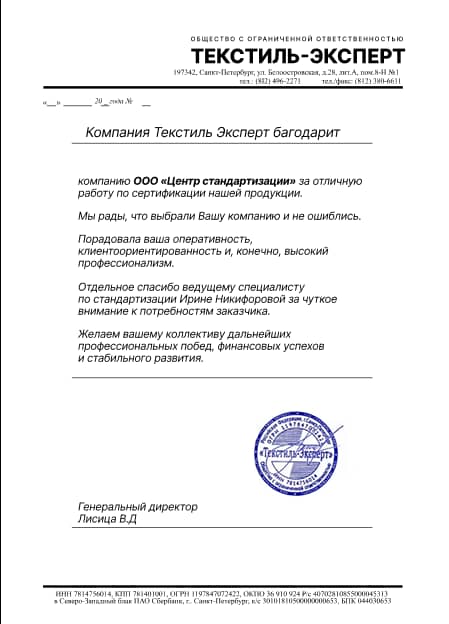 ОБЩЕСТВО С ОГРАНИЧЕННОЙ ОТВЕТСТВЕННОСТЬЮ
ТЕКСТИЛЬ-ЭКСПЕРТ
197342, Санкт-Петербург, ул. Белоостровская, д.28, лит.А, пом.8-Н №1
тел.: (812) 496-2271 тел./факс: (812) 380-6611
«__» ______ 20__года № __
Компания Текстиль Эксперт багодарит
компанию ООО «Центр стандартизации» за отличную
работу по сертификации нашей продукции.
Мы рады, что выбрали Вашу компанию и не ошиблись.
Порадовала ваша оперативность,
клиентоориентированность и, конечно, высокий
профессионализм.
Отдельное спасибо ведущему специалисту
по стандартизации Ирине Никифоровой за чуткое
внимание к потребностям заказчика.
Желаем вашему коллективу дальнейших
профессиональных побед, финансовых успехов
и стабильного развития.
«Текстиль-Эксперт»
Генеральный директор
Лисица В.Д
ИНН 7814756014, КПП 781401001, ОГРН 1197847072422, ОКПО 36 910 924 Р/с 40702810855000045313
в Северо-Западный блак ПАО Сбербанк, г.. Санкт-Петербург, к/с 30101810500000000653, БПК 044030653